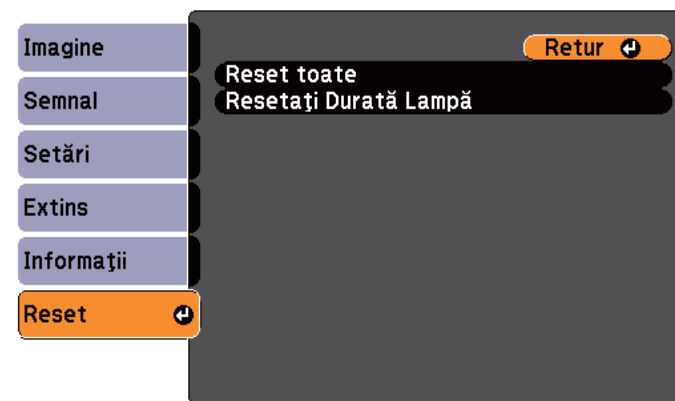 Imagine
Semnal
Setări
Extins
Informaţii
Reset
Retur
Reset toate
Resetaţi Durată Lampă